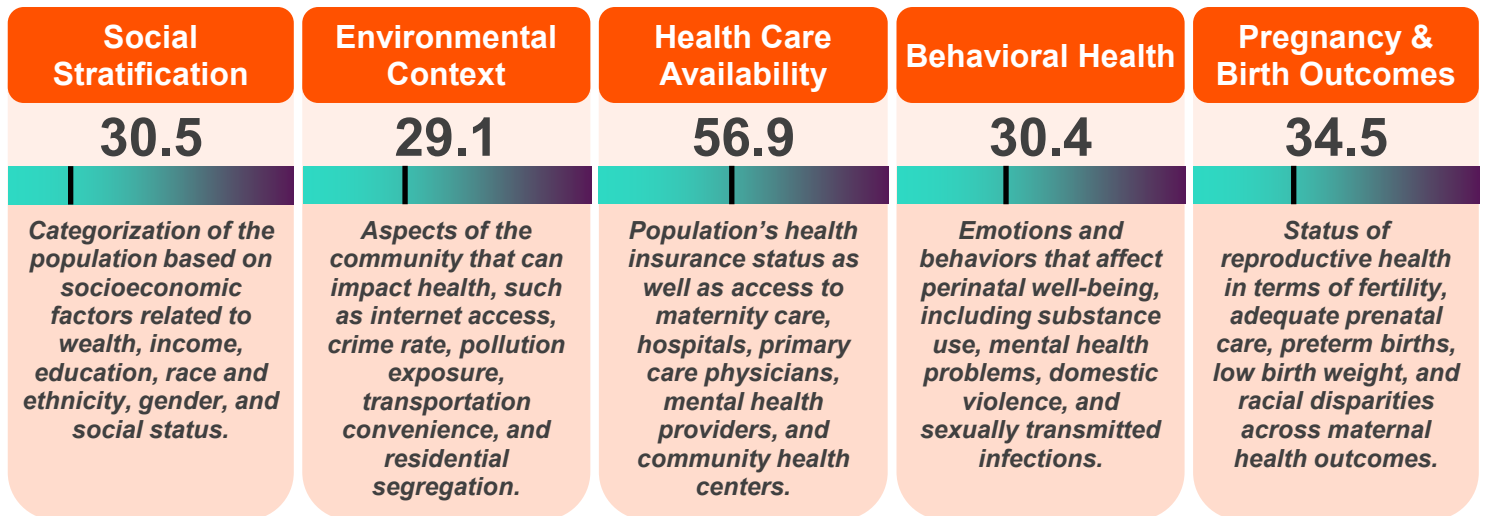 Social
Stratification
30.5
Categorization of the
population based on
socioeconomic
factors related to
wealth, income,
education, race and
ethnicity, gender, and
social status.
Environmental
Context
29.1
Aspects of the
community that can
impact health, such
as internet access,
crime rate, pollution
exposure,
transportation
convenience, and
residential
segregation.
Health Care
Availability
56.9
Population’s health
insurance status as
well as access to
maternity care,
hospitals, primary
care physicians,
mental health
providers, and
community health
centers.
Behavioral Health
30.4
Emotions and
behaviors that affect
perinatal well-being,
including substance
use, mental health
problems, domestic
violence, and
sexually transmitted
infections.
Pregnancy &
Birth Outcomes
34.5
Status of
reproductive health
in terms of fertility,
adequate prenatal
care, preterm births,
low birth weight, and
racial disparities
across maternal
health outcomes.